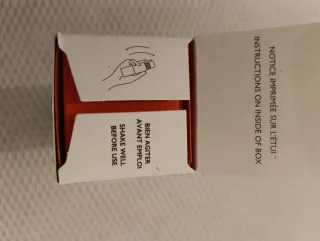 NOTICE IMPRIMÉE SUR L'ÉTUI
INSTRUCTIONS ON INSIDE OF BOX
BIEN AGITER
AVANT EMPLOI
SHAKE WELL
BEFORE USE